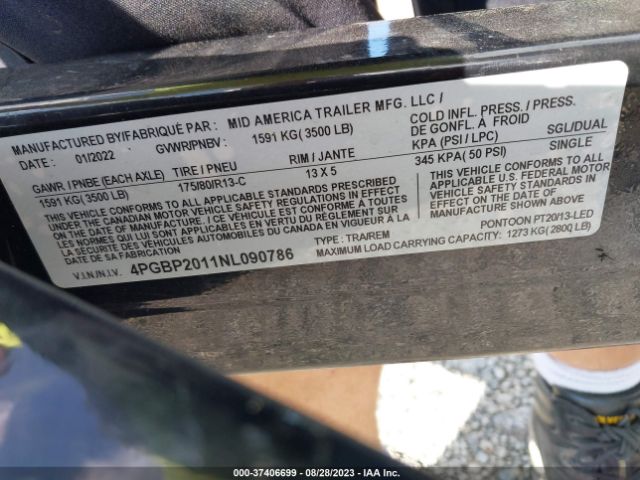 MANUFACTURED BY/FABRIQUÉ PAR : MID AMERICA TRAILER MFG. LLC /
DATE: 01/2022 GVWR/PNBV: 1591 KG( 3500 LB) COLD INFL. PRESS. /
DE GONFL. À FROID
GAWR / PNBE (EACH AXLE) TIRE / PNEU RIM / JANTE KPA (PSI / LPC) SGL/DUAL
1591 KG(3500 LB) 175/80/R13-C 13 X 5 345 KPA( 50 PSI) SINGLE
THIS VEHICLE CONFORMS TO ALL APPLICABLE STANDARDS PRESCRIBED
UNDER THE CANADIAN MOTOR VEHICLE SAFETY REGULATIONS IN EFFECT
ON THE DATE OF MANUFACTURE / CE VÉHICULE EST CONFORME A TOUTES
LES NORMES QUI LUI SONT APPLICABLES EN VERTU DU RÈGLEMENT SUR
LA SÉCURITÉ DES VÉHICULES AUTOMOBILES DU CANADA EN VIGUEUR À LA
DATE DE SA FABRICATION
THIS VEHICLE CONFORMS TO ALL
APPLICABLE U.S. FEDERAL MOTOR
VEHICLE SAFETY STANDARDS IN
EFFECT ON THE DATE OF
MANUFACTURE SHOWN ABOVE
V.I.N./N.I.V. 4PGBP2011NL090786 TYPE : TRA/REM PONTOON PT20/13-LED
MAXIMUM LOAD CARRYING CAPACITY: 1273 KG( 2800 LB)
000-37406699 - 08/28/2023 - IAA Inc.